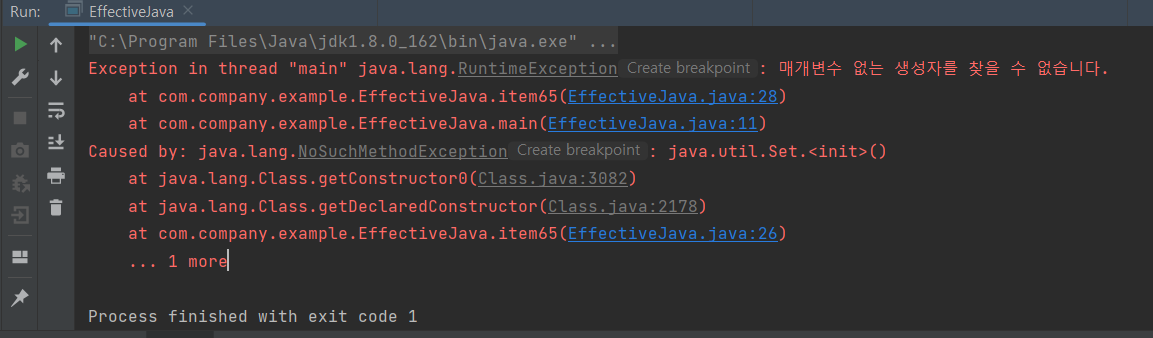 Run: EffectiveJava
"C:\Program Files\Java\jdk1.8.0_162\bin\java.exe" ...
Exception in thread "main" java.lang.RuntimeException Create breakpoint : 매개변수 없는 생성자를 찾을 수 없습니다.
at com.company.example.EffectiveJava.item65(EffectiveJava.java:28)
at com.company.example.EffectiveJava.main(EffectiveJava.java:11)
Caused by: java.lang.NoSuchMethodException Create breakpoint : java.util.Set.<init>()
at java.lang.Class.getConstructor0(Class.java:3082)
at java.lang.Class.getDeclaredConstructor(Class.java:2178)
at com.company.example.EffectiveJava.item65(EffectiveJava.java:26)
... 1 more
Process finished with exit code 1